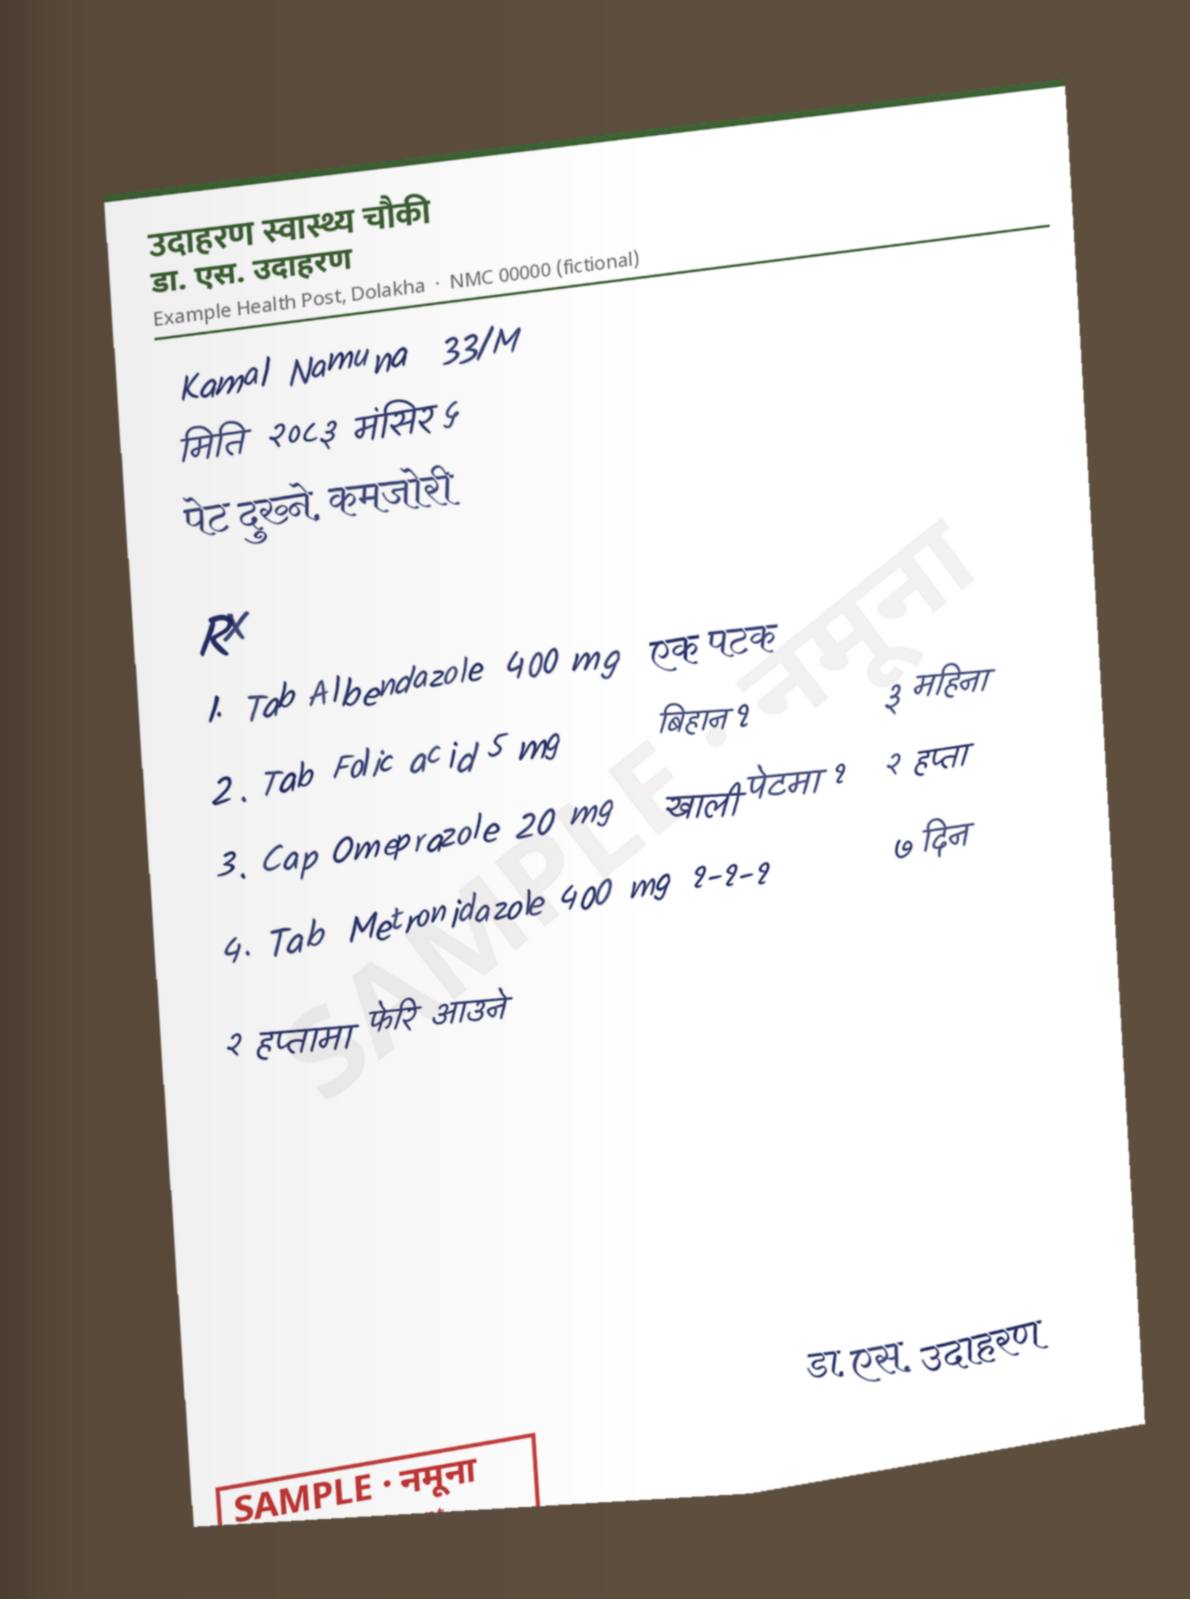 उदाहरण स्वास्थ्य चौकी
डा. एस. उदाहरण
Example Health Post, Dolakha · NMC 00000 (fictional)
Kamal Namuna 33/M
मिति २०८३ मंसिर ६
पेट दुख्ने, कमजोरी
Rx
1. Tab Albendazole 400 mg एक पटक
2. Tab Folic acid 5 mg बिहान १ ३ महिना
3. Cap Omeprazole 20 mg खाली पेटमा १ २ हप्ता
4. Tab Metronidazole 400 mg १-१-१ ७ दिन
२ हप्तामा फेरि आउने
SAMPLE · नमूना
डा. एस. उदाहरण
SAMPLE · नमूना